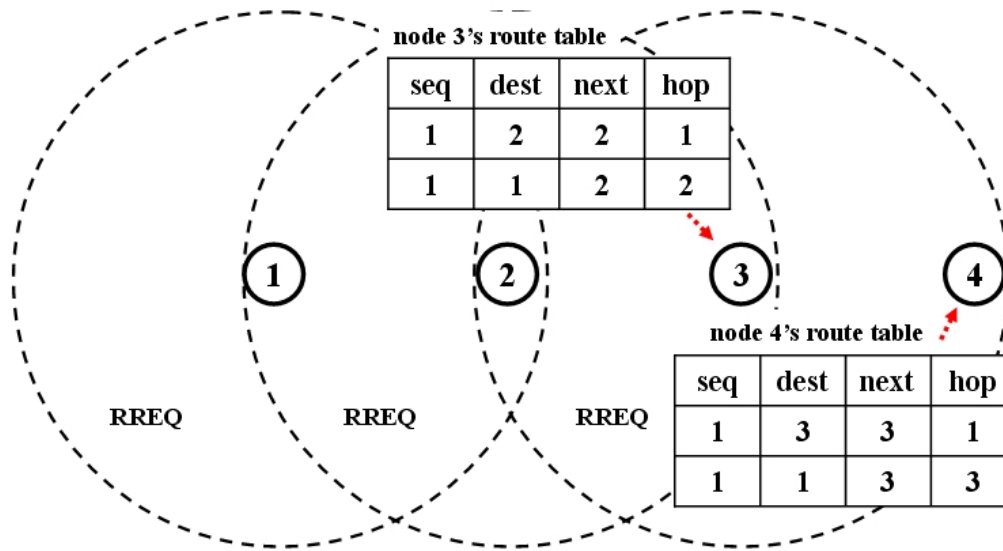 node 3's route table
seq dest next hop
1 2 2 1
1 1 2 2
1 2 3 4
node 4's route table
seq dest next hop
1 3 3 1
1 1 3 3
RREQ RREQ RREQ